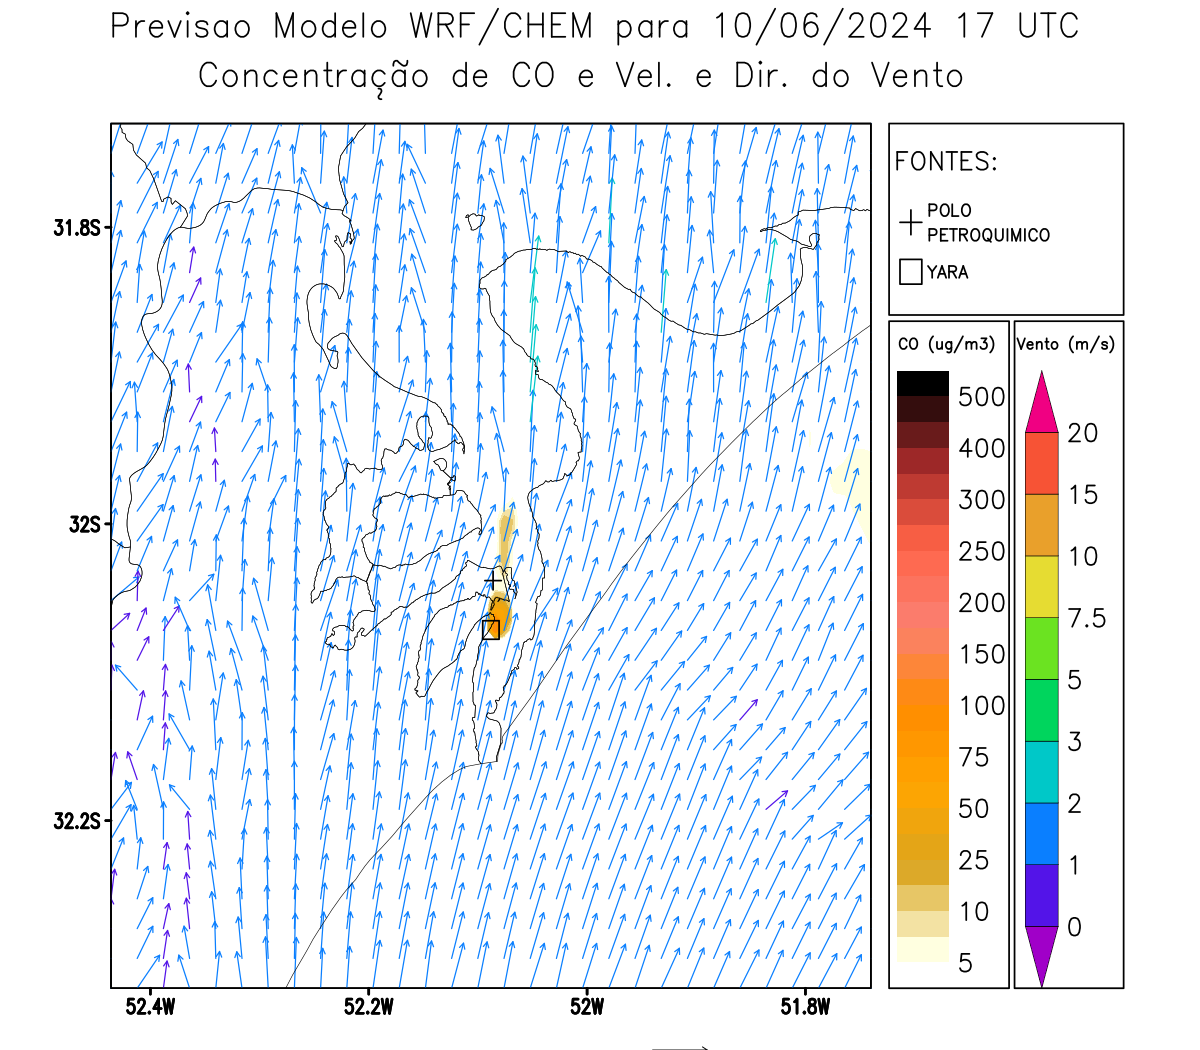 Previsao Modelo WRF/CHEM para 10/06/2024 17 UTC
Concentração de CO e Vel. e Dir. do Vento
FONTES:
POLO
PETROQUIMICO
YARA
31.8S
32S
32.2S
52.4W
52.2W
52W
51.8W
CO (ug/m3)
500
400
300
250
200
150
100
75
50
25
10
5
Vento (m/s)
20
15
10
7.5
5
3
2
1
0